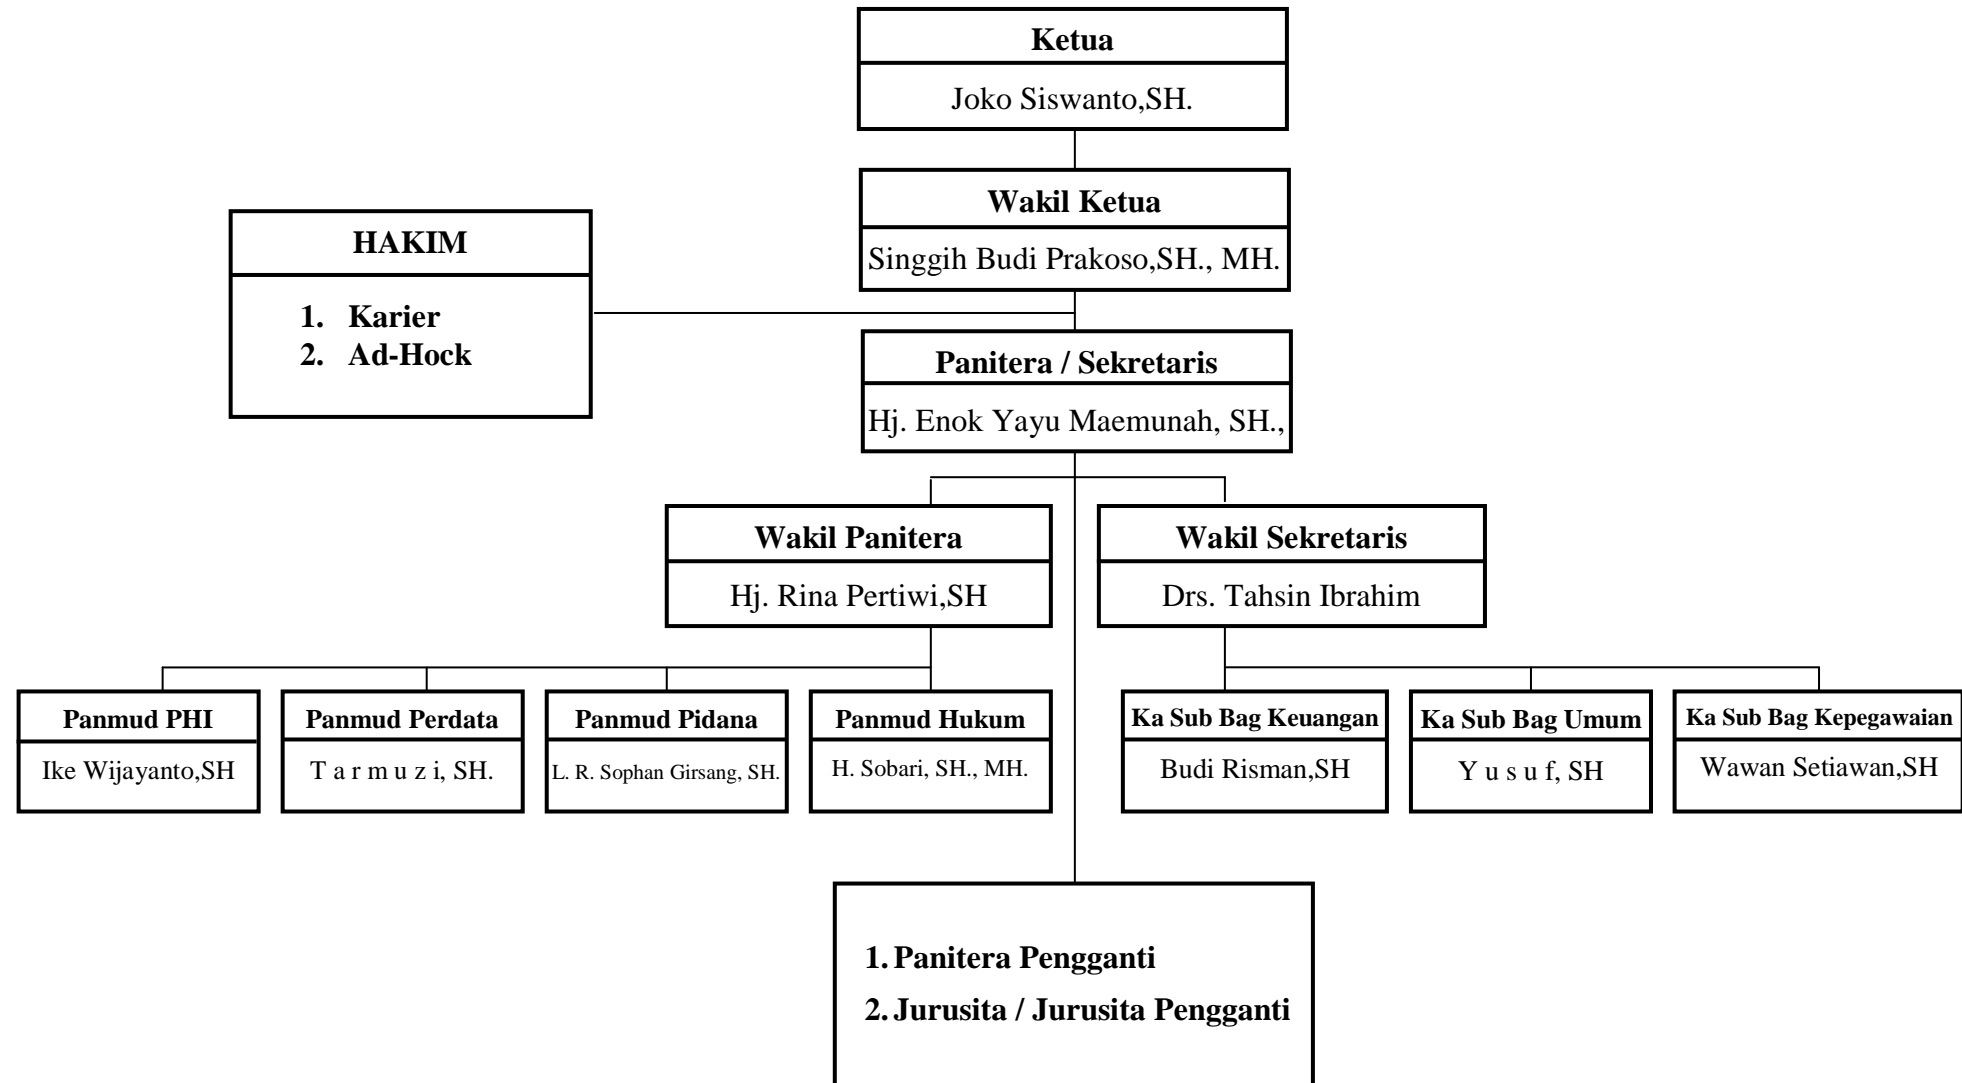 Ketua
Joko Siswanto,SH.
Wakil Ketua
Singgih Budi Prakoso,SH., MH.
HAKIM
1. Karier
2. Ad-Hock
Panitera / Sekretaris
Hj. Enok Yayu Maemunah, SH.,
Wakil Panitera
Hj. Rina Pertiwi,SH
Wakil Sekretaris
Drs. Tahsin Ibrahim
Panmud PHI
Ike Wijayanto,SH
Panmud Perdata
T a r m u z i, SH.
Panmud Pidana
L. R. Sophan Girsang, SH.
Panmud Hukum
H. Sobari, SH., MH.
Ka Sub Bag Keuangan
Budi Risman,SH
Ka Sub Bag Umum
Y u s u f, SH
Ka Sub Bag Kepegawaian
Wawan Setiawan,SH
1. Panitera Pengganti
2. Jurusita / Jurusita Pengganti